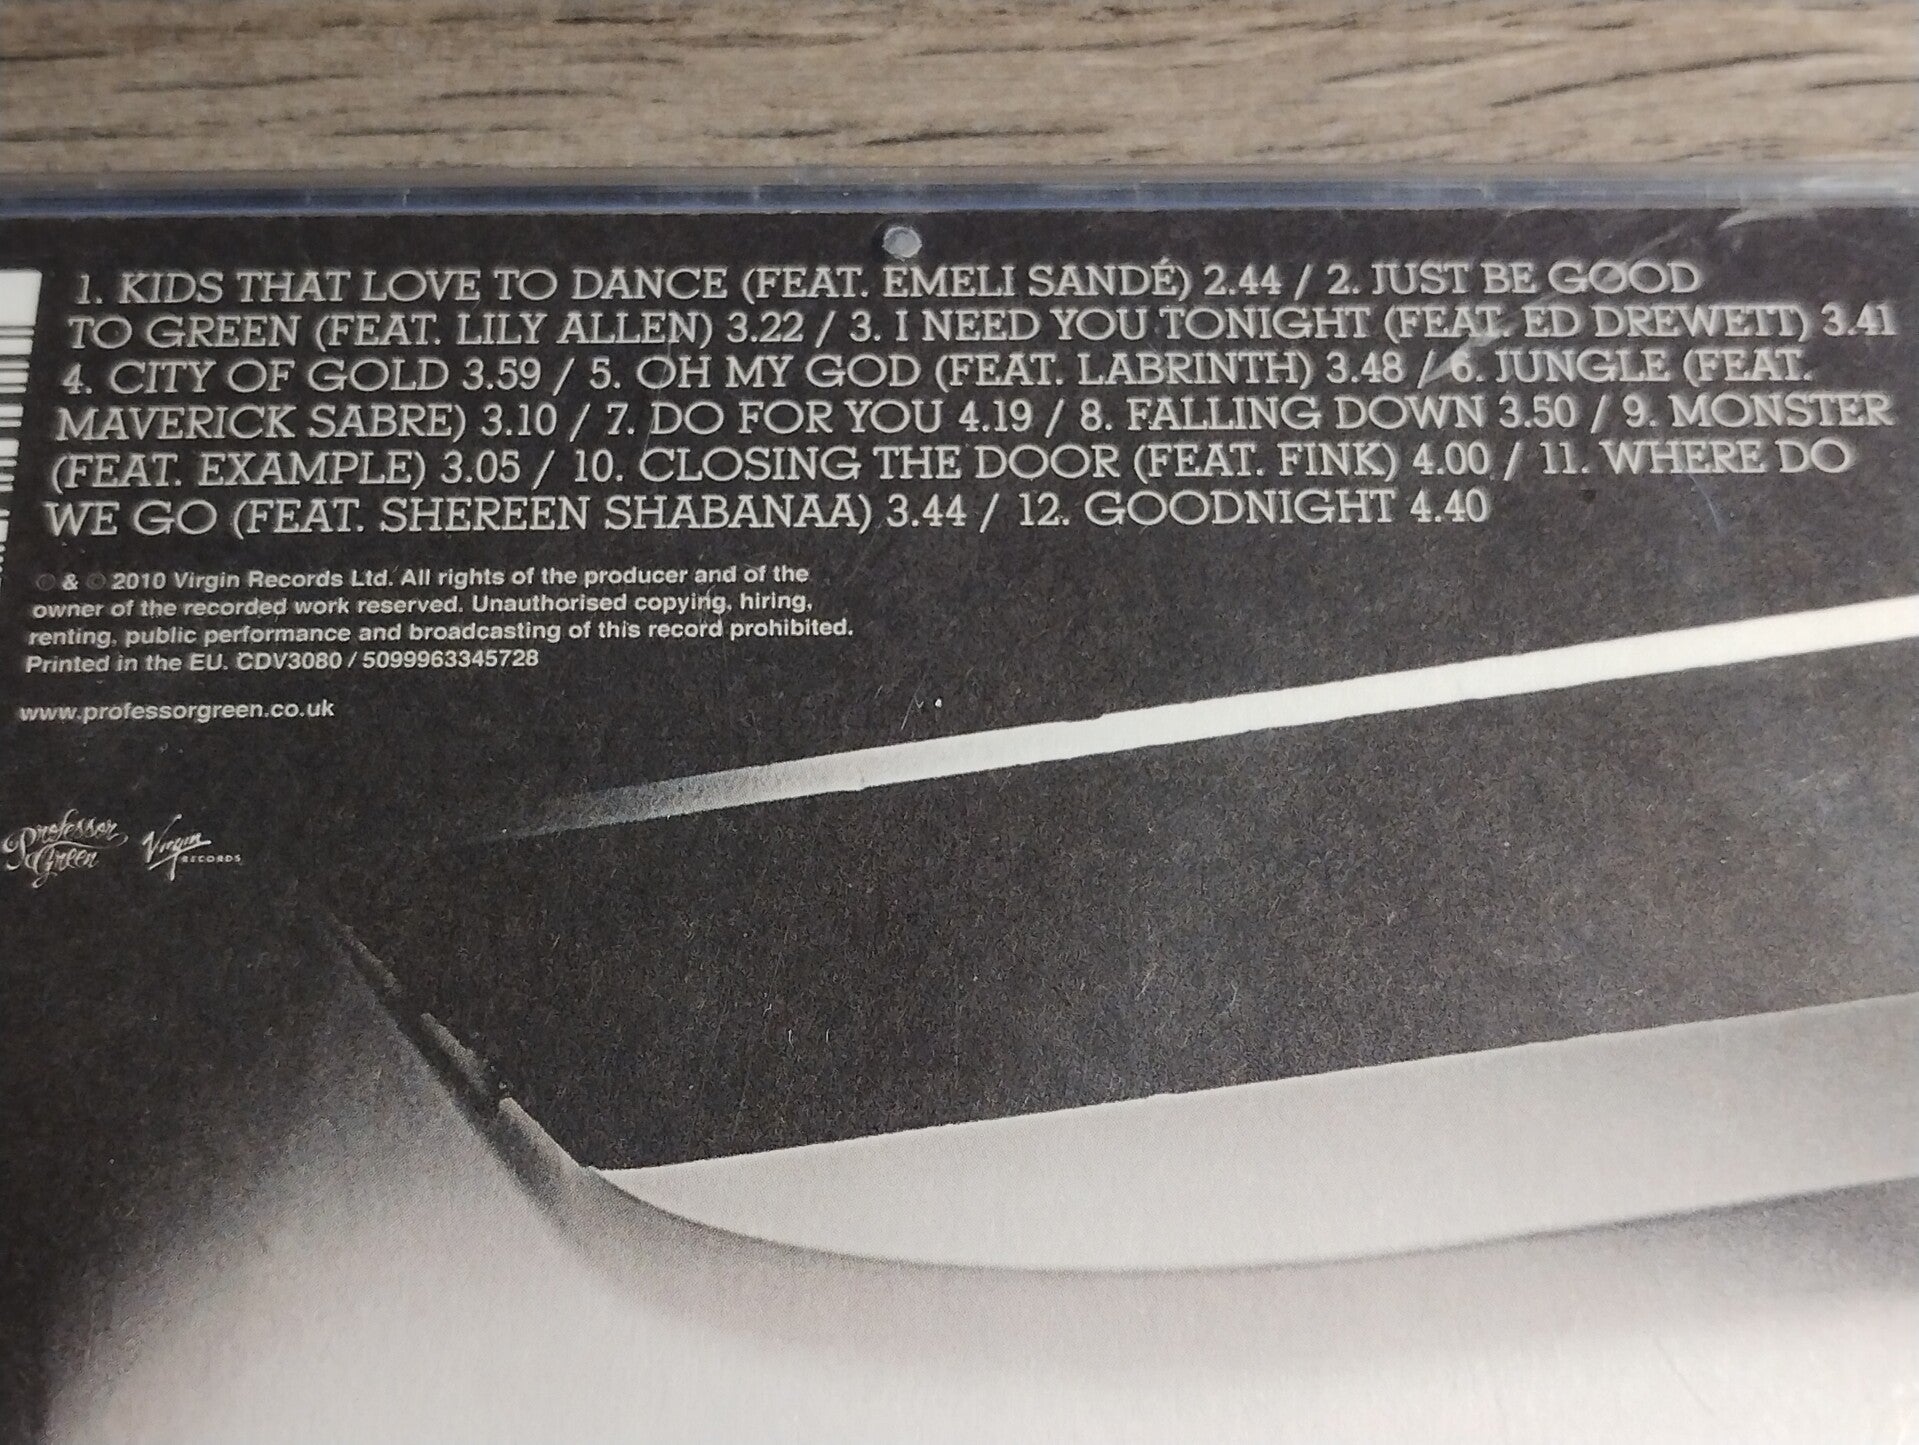 1. KIDS THAT LOVE TO DANCE (FEAT. EMELI SANDÉ) 2.44 / 2. JUST BE GOOD
TO GREEN (FEAT. LILY ALLEN) 3.22 / 3. I NEED YOU TONIGHT (FEAT. ED DREWETT) 3.41
4. CITY OF GOLD 3.59 / 5. OH MY GOD (FEAT. LABRINTH) 3.48 / 6. JUNGLE (FEAT.
MAVERICK SABRE) 3.10 / 7. DO FOR YOU 4.19 / 8. FALLING DOWN 3.50 / 9. MONSTER
(FEAT. EXAMPLE) 3.05 / 10. CLOSING THE DOOR (FEAT. FINK) 4.00 / 11. WHERE DO
WE GO (FEAT. SHEREEN SHABANAA) 3.44 / 12. GOODNIGHT 4.40
℗ & © 2010 Virgin Records Ltd. All rights of the producer and of the
owner of the recorded work reserved. Unauthorised copying, hiring,
renting, public performance and broadcasting of this record prohibited.
Printed in the EU. CDV3080 / 5099963345728
www.professorgreen.co.uk
Professor Green
Virgin RECORDS